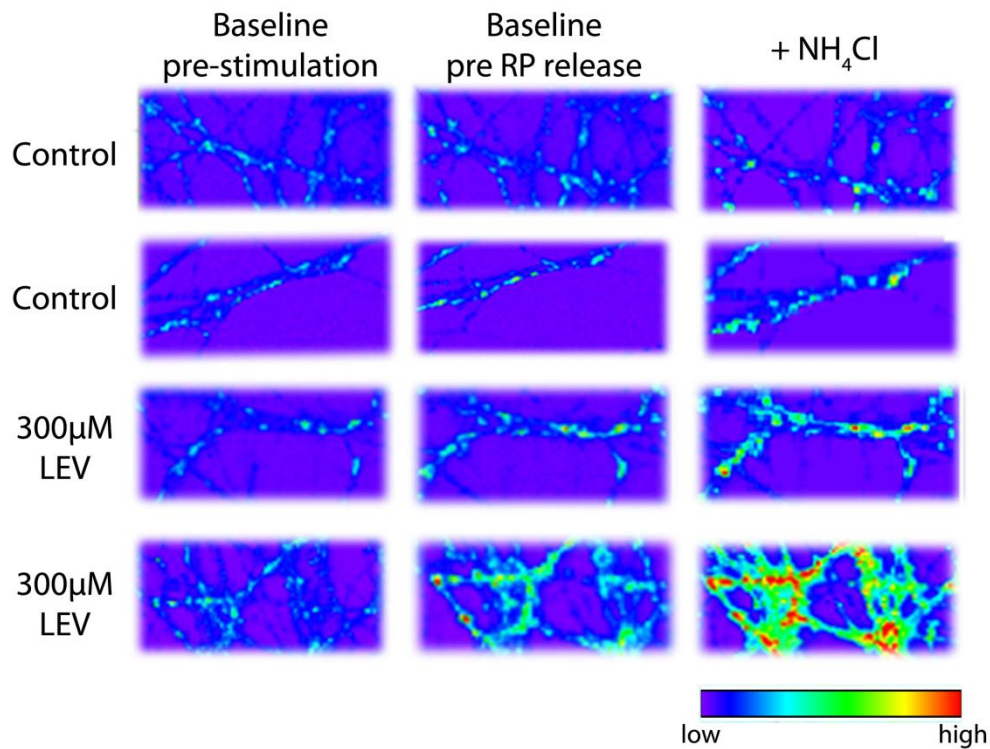 Baseline
pre-stimulation
Baseline
pre RP release
+ NH₄Cl
Control
Control
300µM
LEV
300µM
LEV
low
high